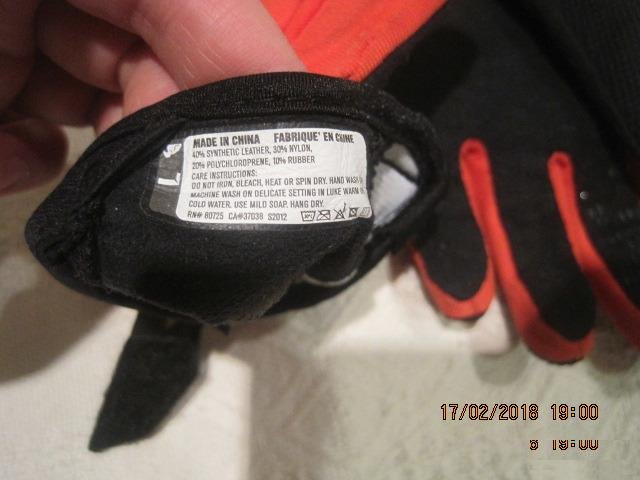 MADE IN CHINA FABRIQUE' EN CHINE
40% SYNTHETIC LEATHER, 30% NYLON,
20% POLYCHLOROPRENE, 10% RUBBER
CARE INSTRUCTIONS:
DO NOT IRON, BLEACH, HEAT OR SPIN DRY. HAND WASH
MACHINE WASH ON DELICATE SETTING IN LUKE WARM
COLD WATER. USE MILD SOAP. HANG DRY.
RN# 80725 CA#37038 S2012
L
17/02/2018 19:00